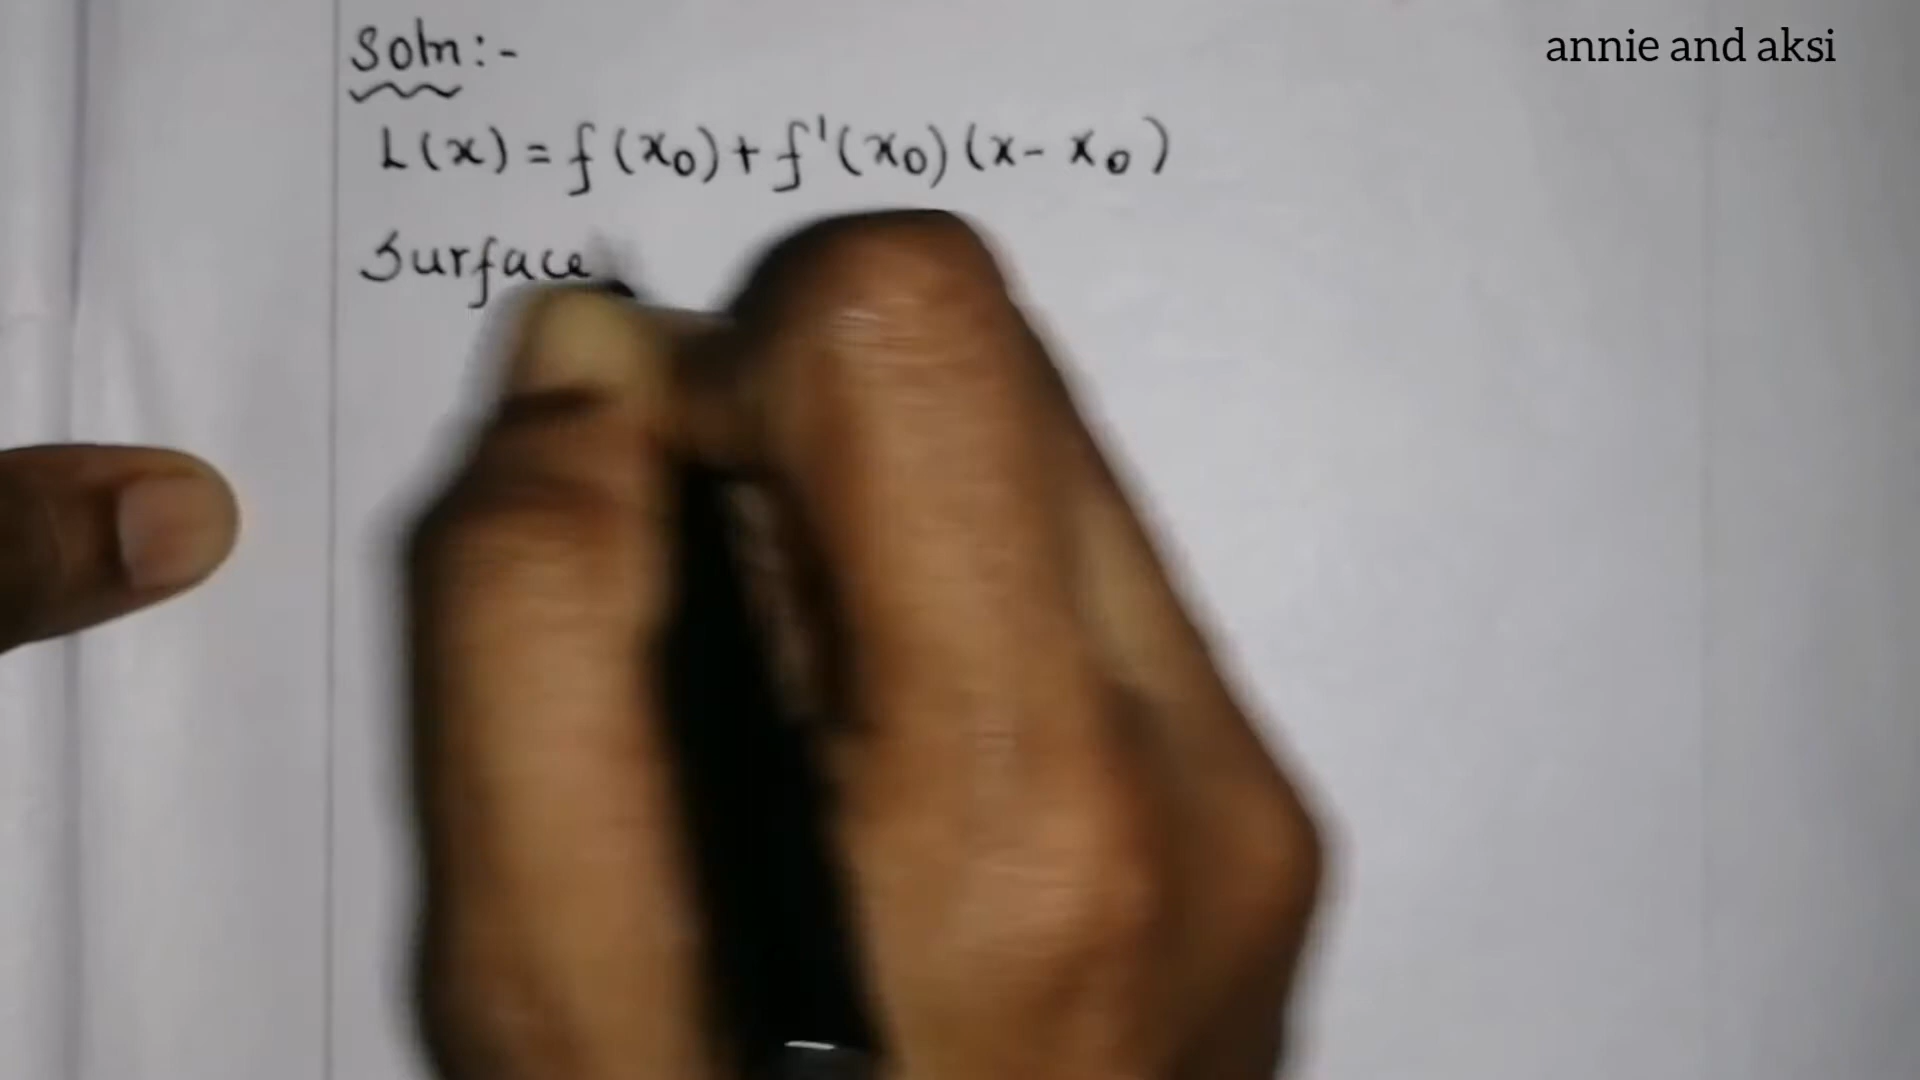 Soln:-
annie and aksi
L(x) = f(x₀) + f'(x₀) (x - x₀)
Surface